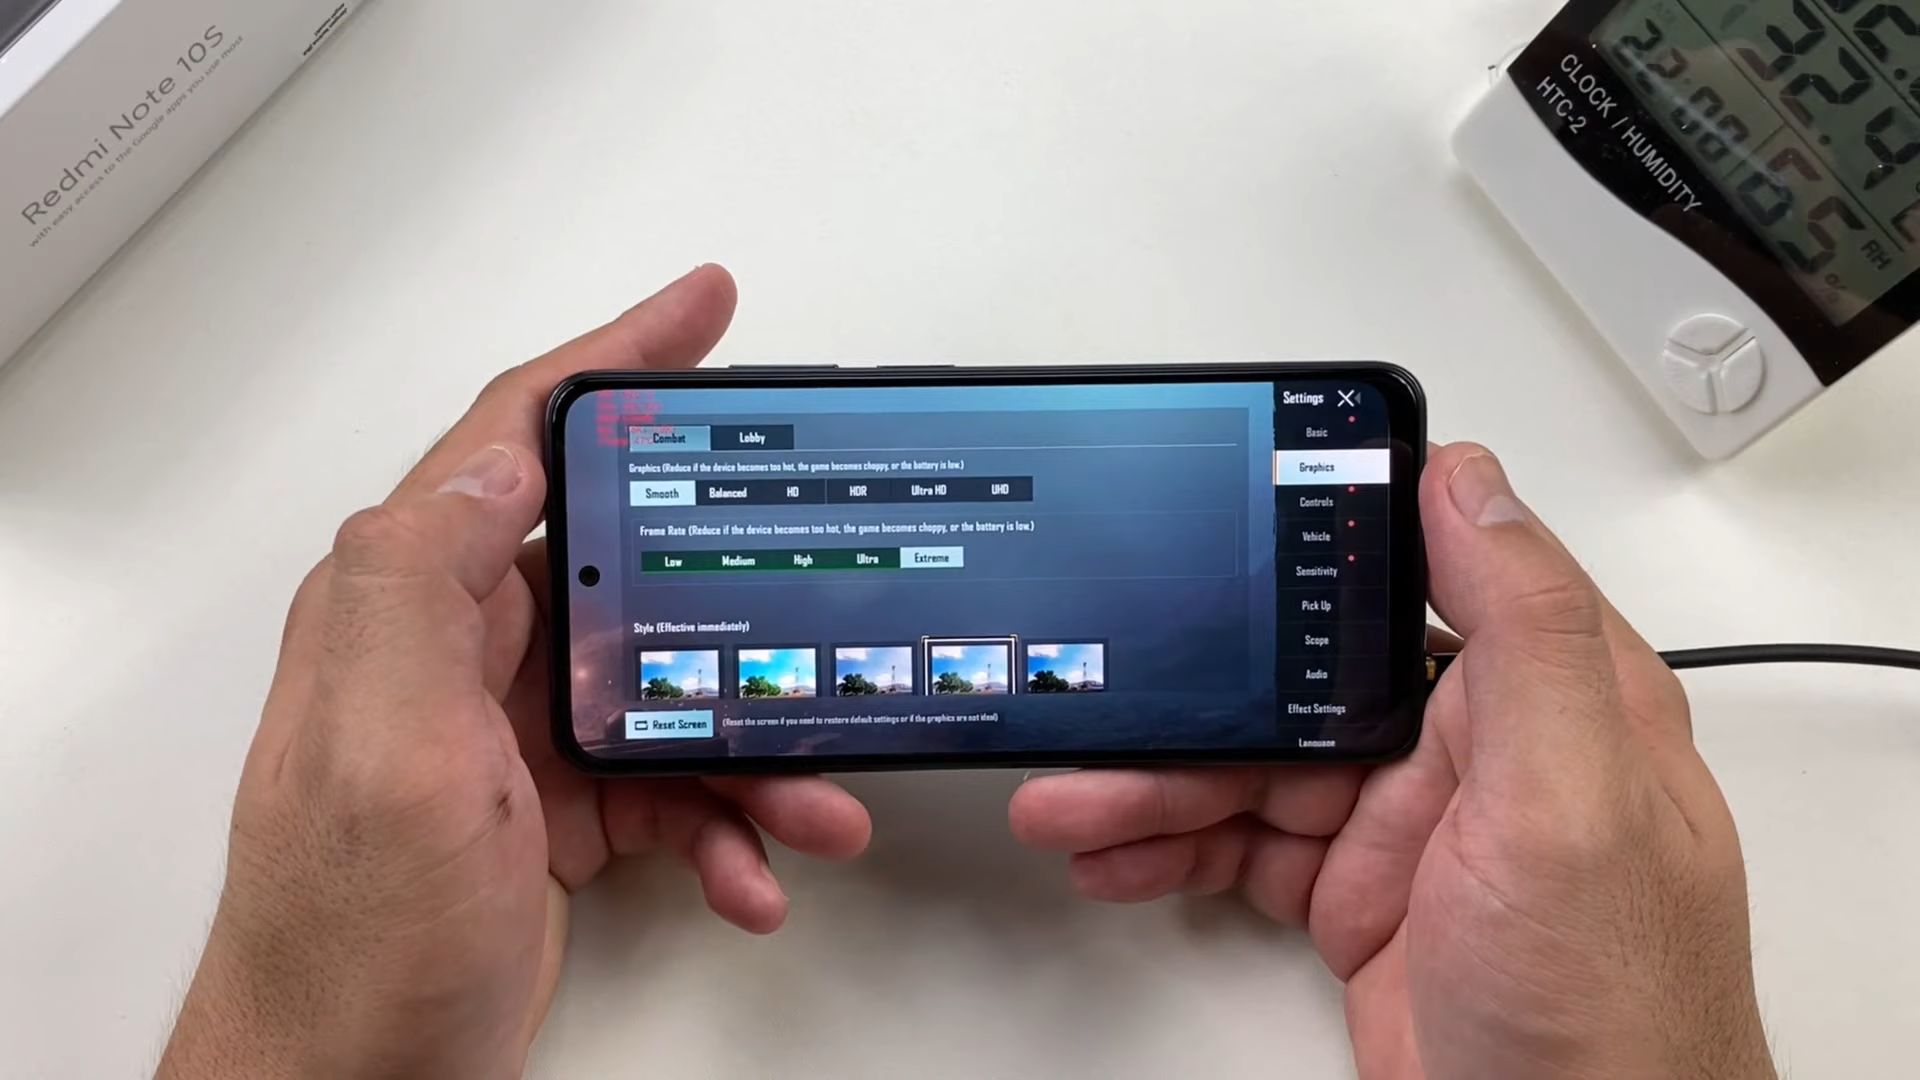 Redmi Note 10S
with easy access to the Google apps you use most
CLOCK / HUMIDITY
HTC-2
32.4
22:00
RH
%
Settings
Combat
Lobby
Basic
Graphics (Reduce if the device becomes too hot, the game becomes choppy, or the battery is low.)
Graphics
Smooth
Balanced
HD
HDR
Ultra HD
UHD
Controls
Frame Rate (Reduce if the device becomes too hot, the game becomes choppy, or the battery is low.)
Vehicle
Low
Medium
High
Ultra
Extreme
Sensitivity
Pick Up
Style (Effective immediately)
Scope
Audio
Effect Settings
Reset Screen
(Reset the screen if you need to restore default settings or if the graphics are not ideal)
Language